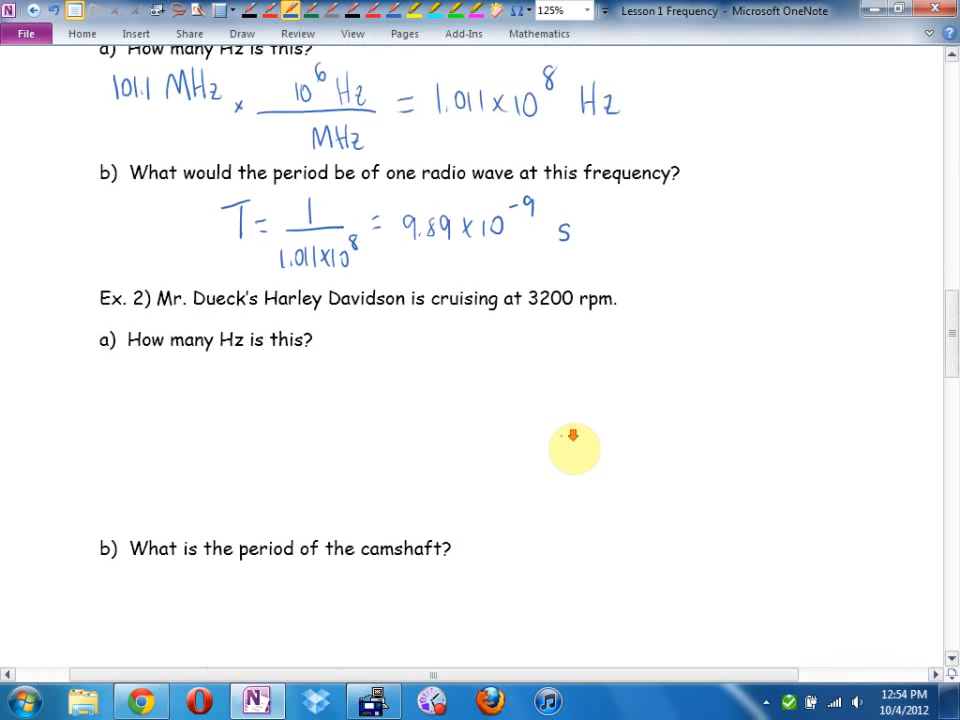 125%
Lesson 1 Frequency - Microsoft OneNote
File Home Insert Share Draw Review View Pages Add-Ins Mathematics
a) How many Hz is this?
101.1 MHz × 10^6 Hz / MHz = 1.011 × 10^8 Hz
b) What would the period be of one radio wave at this frequency?
T = 1 / 1.011×10^8 = 9.89 × 10^-9 s
Ex. 2) Mr. Dueck's Harley Davidson is cruising at 3200 rpm.
a) How many Hz is this?
b) What is the period of the camshaft?
12:54 PM
10/4/2012